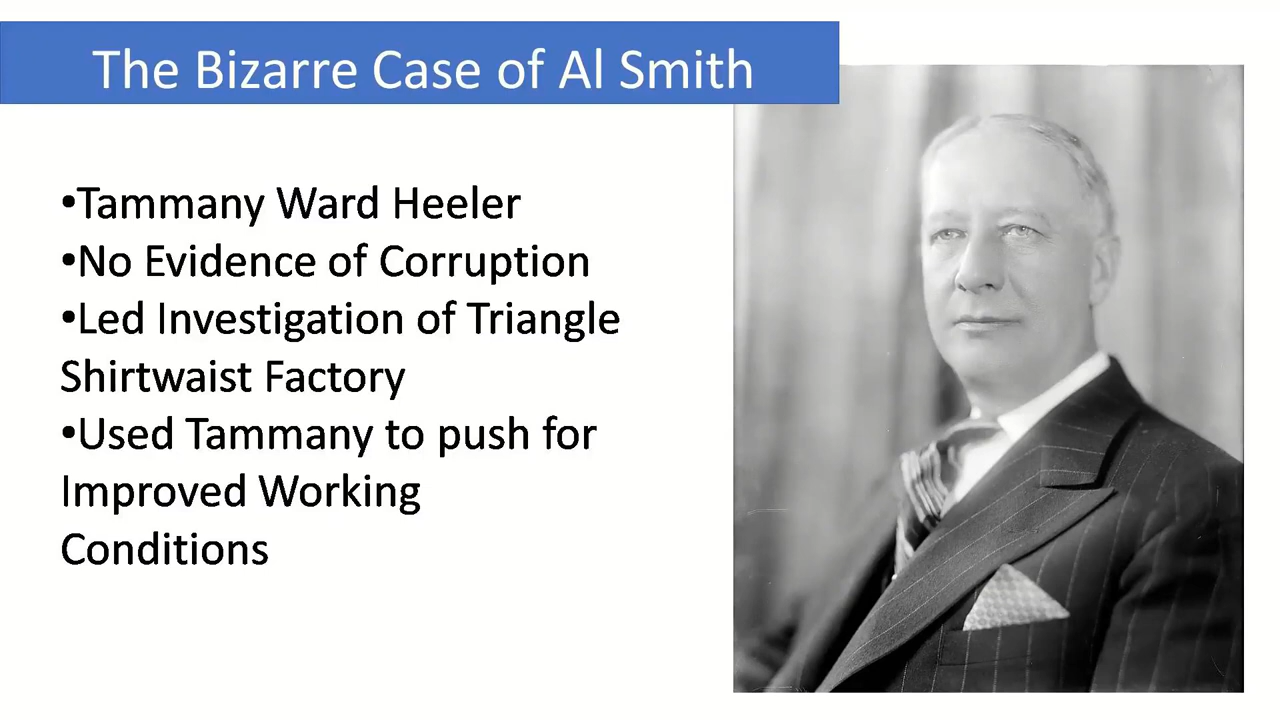 The Bizarre Case of Al Smith
•Tammany Ward Heeler
•No Evidence of Corruption
•Led Investigation of Triangle
Shirtwaist Factory
•Used Tammany to push for
Improved Working
Conditions